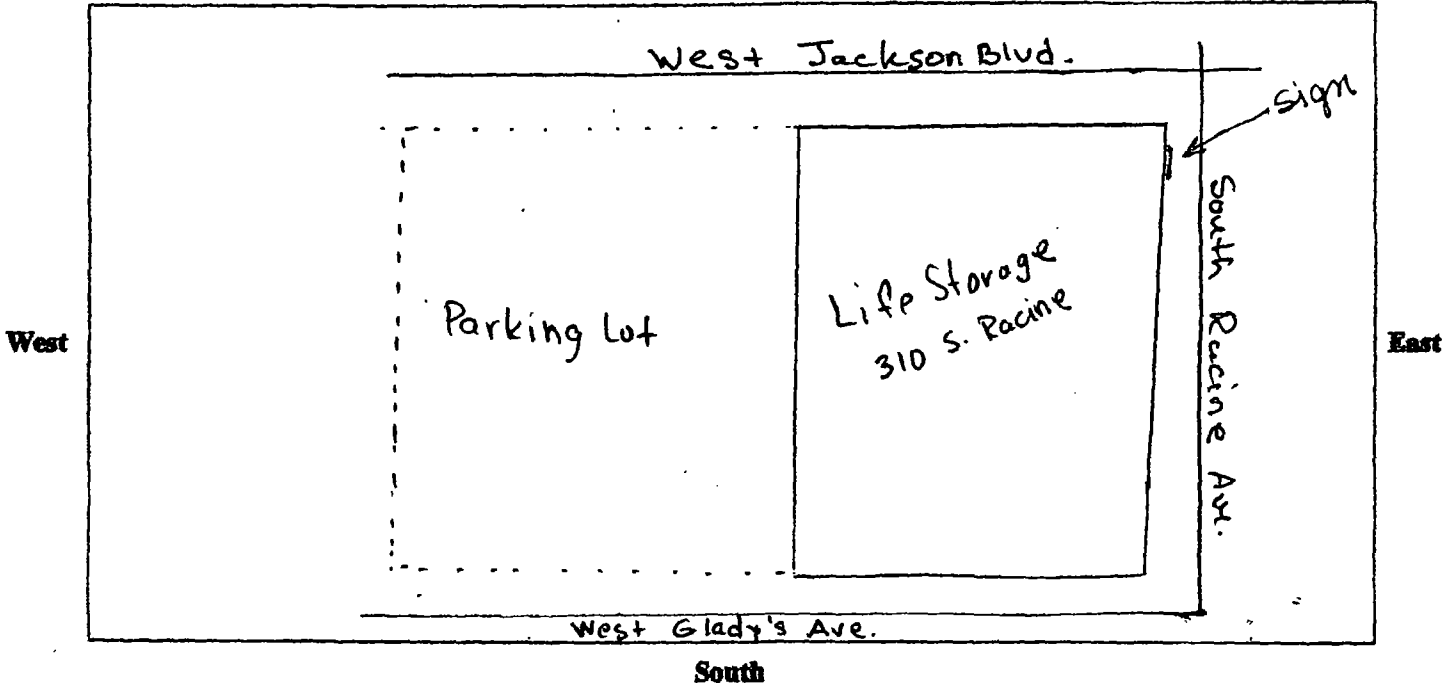 West Jackson Blvd.
sign
South Racine Ave.
Life Storage
310 S. Racine
Parking Lot
West
East
West Glady's Ave.
South